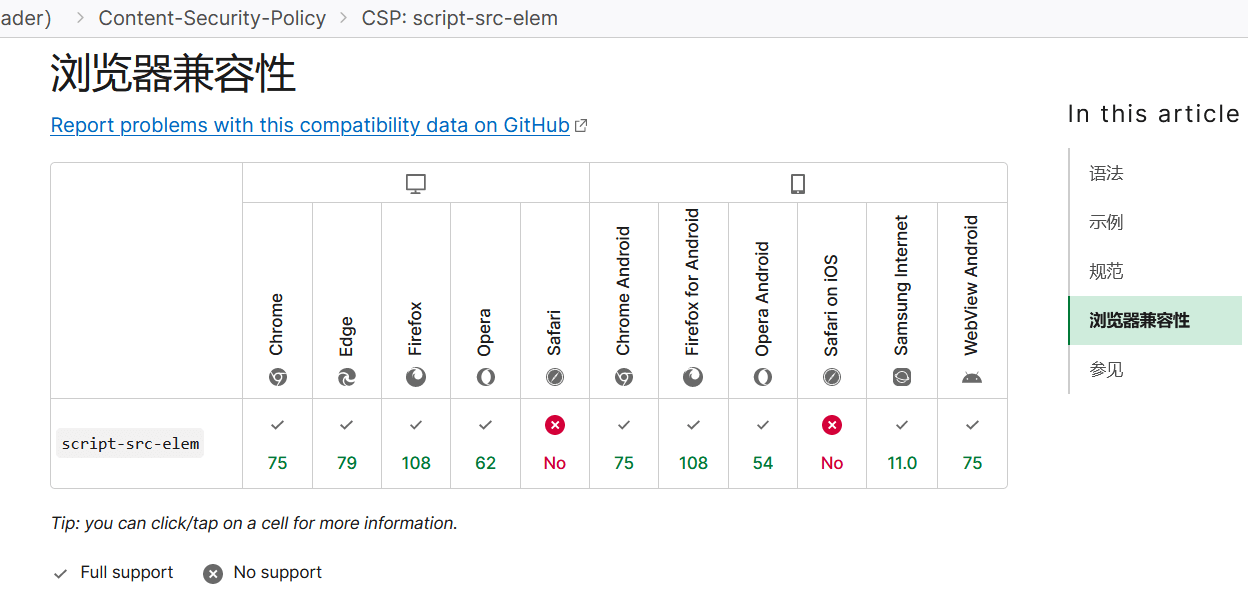 ader) > Content-Security-Policy > CSP: script-src-elem
浏览器兼容性
Report problems with this compatibility data on GitHub
In this article
语法
示例
规范
浏览器兼容性
参见
Chrome
Edge
Firefox
Opera
Safari
Chrome Android
Firefox for Android
Opera Android
Safari on iOS
Samsung Internet
WebView Android
script-src-elem
75 79 108 62 No 75 108 54 No 11.0 75
Tip: you can click/tap on a cell for more information.
Full support No support